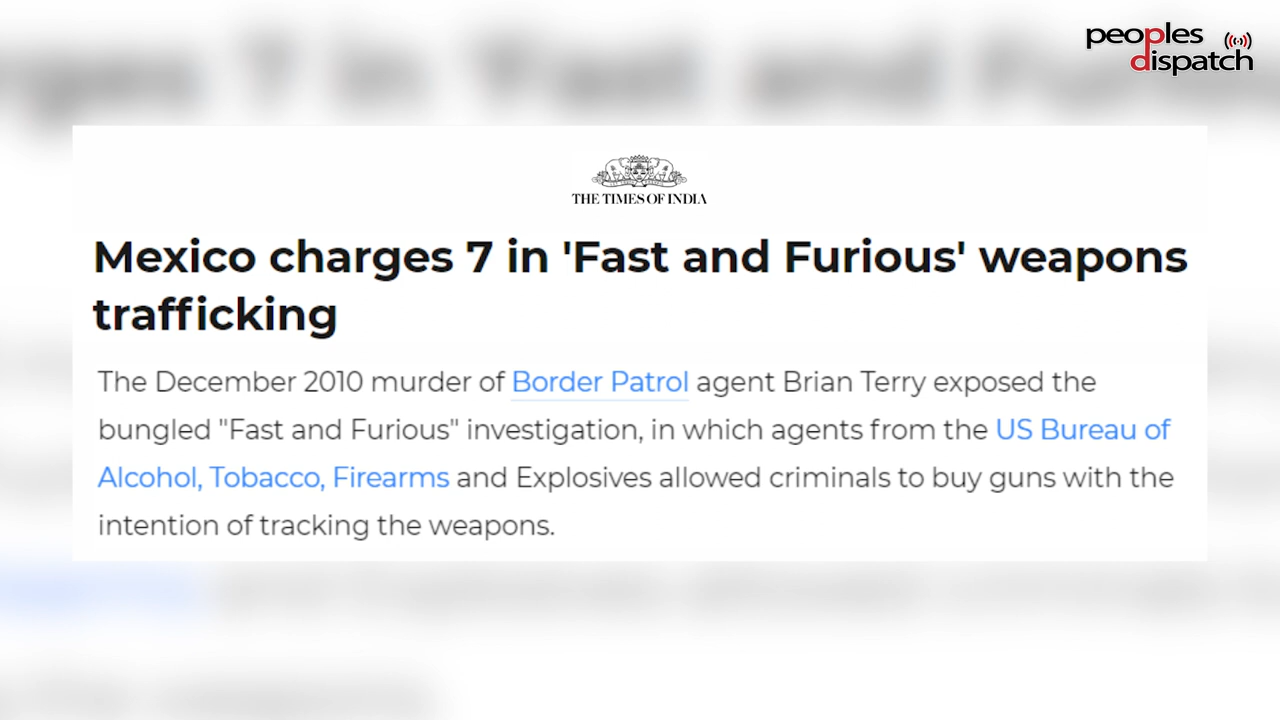 peoples
dispatch
THE TIMES OF INDIA
Mexico charges 7 in 'Fast and Furious' weapons
trafficking
The December 2010 murder of Border Patrol agent Brian Terry exposed the
bungled "Fast and Furious" investigation, in which agents from the US Bureau of
Alcohol, Tobacco, Firearms and Explosives allowed criminals to buy guns with the
intention of tracking the weapons.